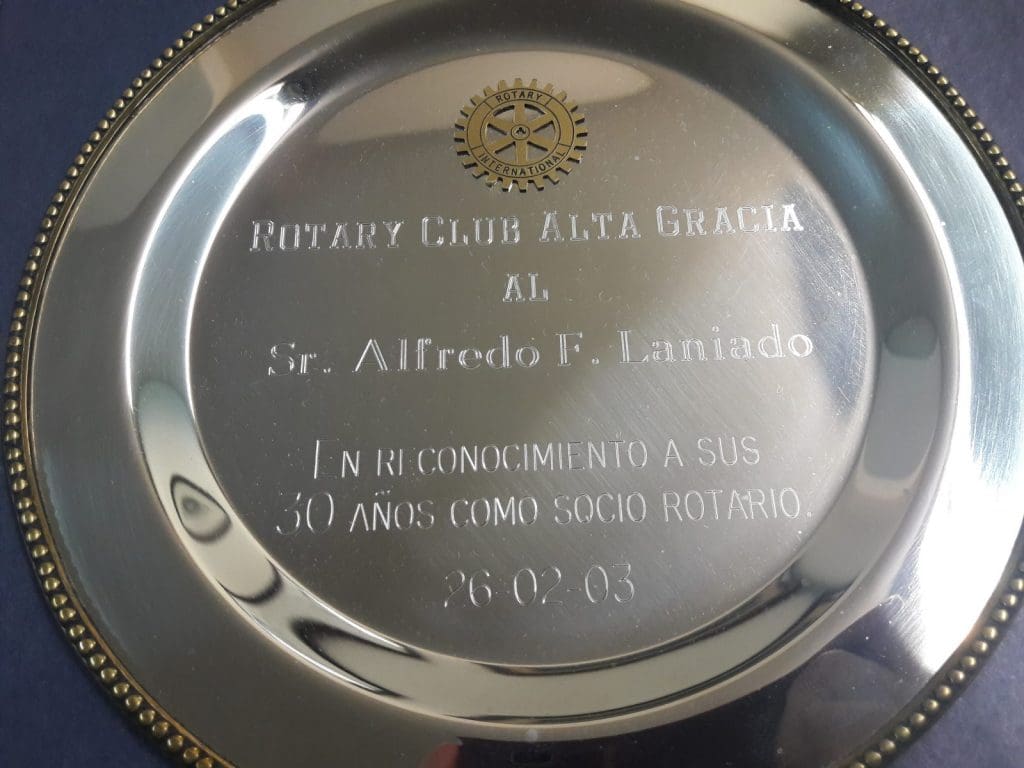 ROTARY
INTERNATIONAL
ROTARY CLUB ALTA GRACIA
AL
Sr. Alfredo F. Laniado
EN RECONOCIMIENTO A SUS
30 AÑOS COMO SOCIO ROTARIO.
26-02-03